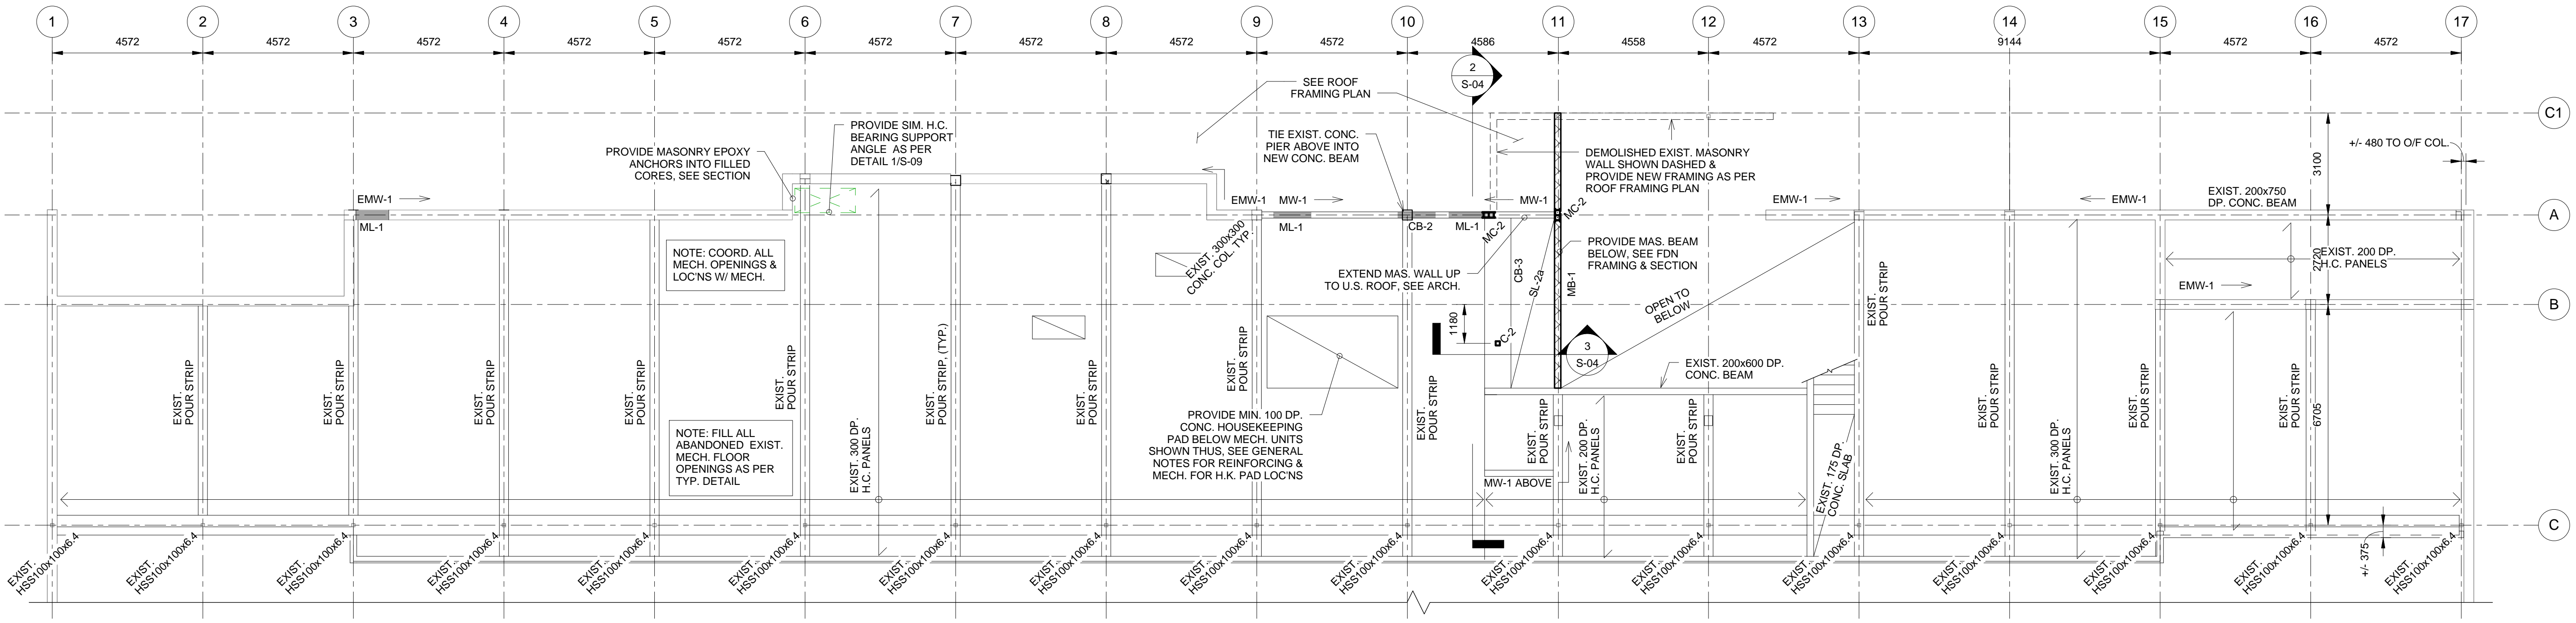 1
2
3
4
5
6
7
8
9
10
11
12
13
14
15
16
17
4572
4572
4572
4572
4572
4572
4572
4572
4572
4586
4558
4572
9144
4572
4572
2
S-04
SEE ROOF
FRAMING PLAN
C1
PROVIDE SIM. H.C.
BEARING SUPPORT
ANGLE AS PER
DETAIL 1/S-09
PROVIDE MASONRY EPOXY
ANCHORS INTO FILLED
CORES, SEE SECTION
TIE EXIST. CONC.
PIER ABOVE INTO
NEW CONC. BEAM
DEMOLISHED EXIST. MASONRY
WALL SHOWN DASHED &
PROVIDE NEW FRAMING AS PER
ROOF FRAMING PLAN
+/- 480 TO O/F COL.
3100
EXIST. 200x750
DP. CONC. BEAM
EMW-1
EMW-1
MW-1
MW-1
EMW-1
EMW-1
A
ML-1
ML-1
CB-2
ML-1
MC-2
MC-2
EXIST. 300x300
CONC. COL. TYP.
NOTE: COORD. ALL
MECH. OPENINGS &
LOC'NS W/ MECH.
EXTEND MAS. WALL UP
TO U.S. ROOF, SEE ARCH.
CB-3
SL-2a
MB-1
PROVIDE MAS. BEAM
BELOW, SEE FDN
FRAMING & SECTION
OPEN TO
BELOW
EXIST.
POUR STRIP
2720
EXIST. 200 DP.
H.C. PANELS
EMW-1
B
1180
C-2
3
S-04
EXIST. 200x600 DP.
CONC. BEAM
EXIST.
POUR STRIP
EXIST.
POUR STRIP
EXIST.
POUR STRIP
EXIST.
POUR STRIP
EXIST.
POUR STRIP
EXIST.
POUR STRIP, (TYP.)
EXIST.
POUR STRIP
EXIST.
POUR STRIP
EXIST.
POUR STRIP
EXIST.
POUR STRIP
EXIST.
POUR STRIP
EXIST.
POUR STRIP
EXIST.
POUR STRIP
EXIST.
POUR STRIP
6705
NOTE: FILL ALL
ABANDONED EXIST.
MECH. FLOOR
OPENINGS AS PER
TYP. DETAIL
EXIST. 300 DP.
H.C. PANELS
PROVIDE MIN. 100 DP.
CONC. HOUSEKEEPING
PAD BELOW MECH. UNITS
SHOWN THUS, SEE GENERAL
NOTES FOR REINFORCING &
MECH. FOR H.K. PAD LOC'NS
MW-1 ABOVE
EXIST. 200 DP.
H.C. PANELS
EXIST. 175 DP.
CONC. SLAB
EXIST. 300 DP.
H.C. PANELS
C
EXIST.
HSS100x100x6.4
EXIST.
HSS100x100x6.4
EXIST.
HSS100x100x6.4
EXIST.
HSS100x100x6.4
EXIST.
HSS100x100x6.4
EXIST.
HSS100x100x6.4
EXIST.
HSS100x100x6.4
EXIST.
HSS100x100x6.4
EXIST.
HSS100x100x6.4
EXIST.
HSS100x100x6.4
EXIST.
HSS100x100x6.4
EXIST.
HSS100x100x6.4
EXIST.
HSS100x100x6.4
EXIST.
HSS100x100x6.4
EXIST.
HSS100x100x6.4
EXIST.
HSS100x100x6.4
+/- 375
EXIST.
HSS100x100x6.4